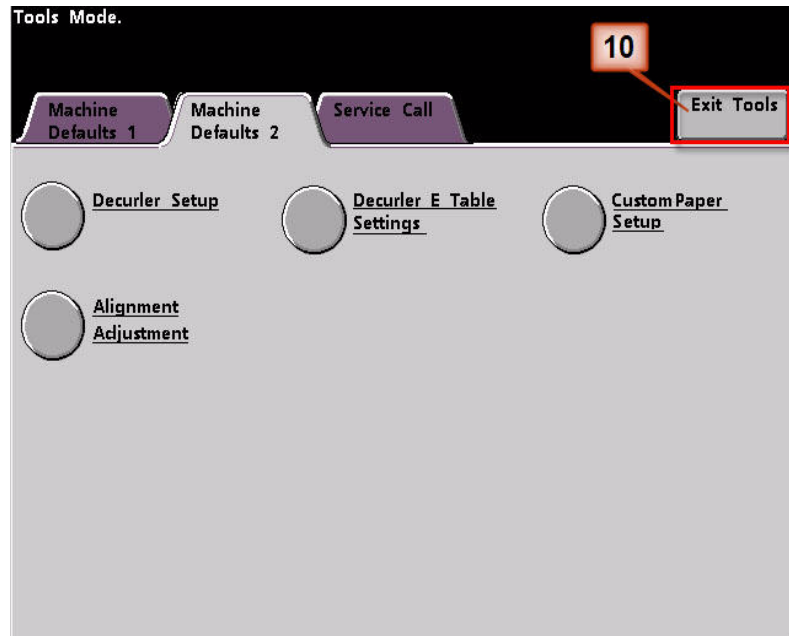 Tools Mode.
10
Exit Tools
Machine
Defaults 1
Machine
Defaults 2
Service Call
Decurler Setup
Decurler E Table
Settings
Custom Paper
Setup
Alignment
Adjustment